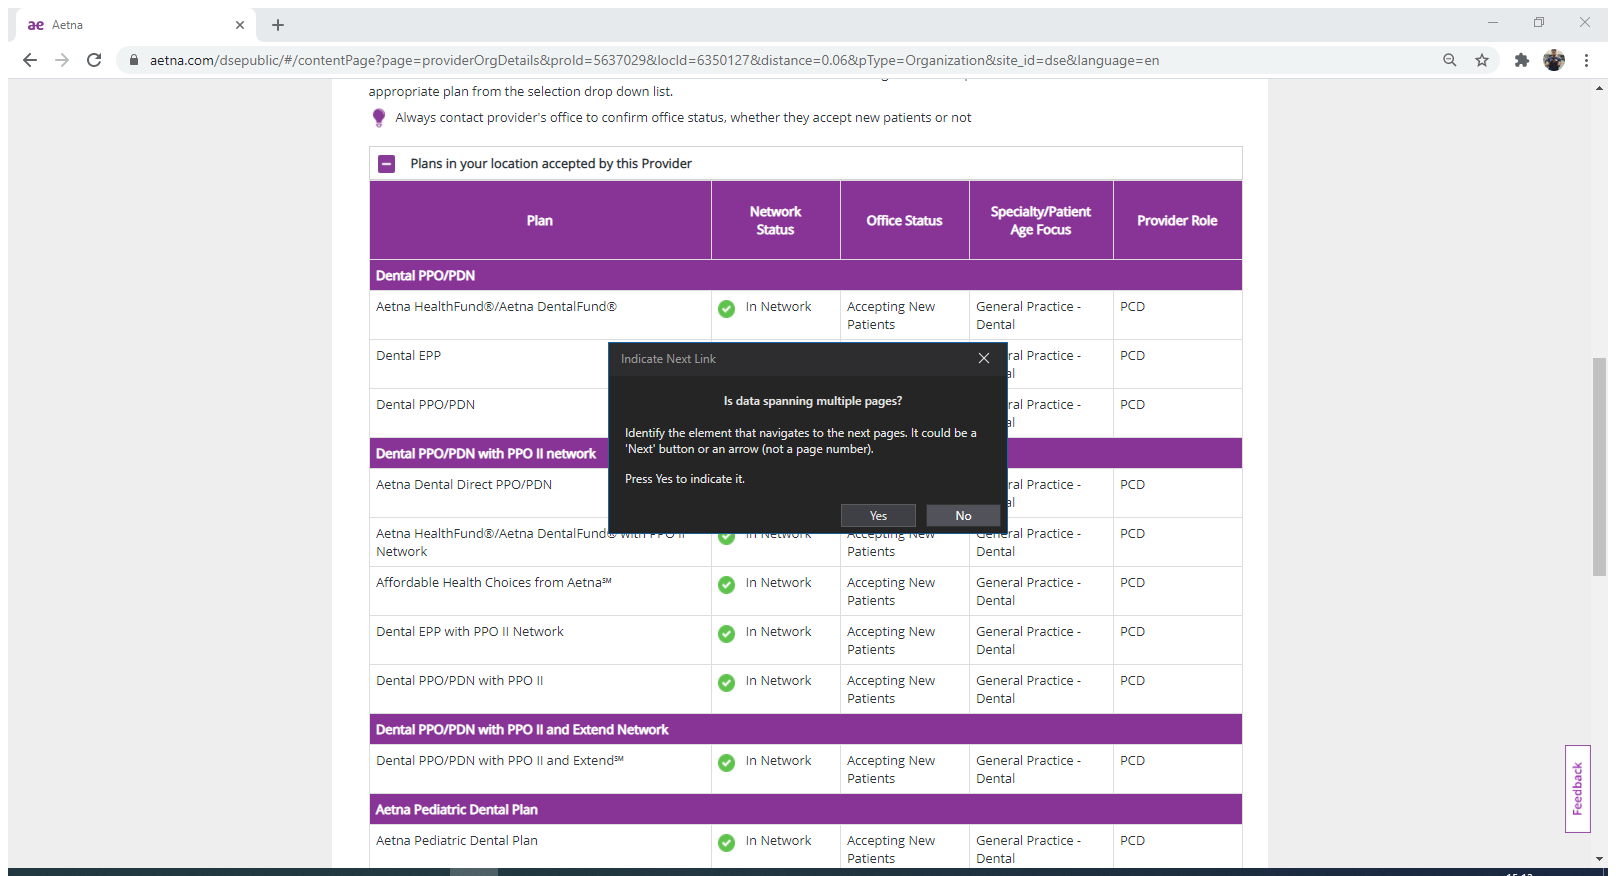 ae Aetna
aetna.com/dsepublic/#/contentPage?page=providerOrgDetails&proId=5637029&locId=6350127&distance=0.06&pType=Organization&site_id=dse&language=en
appropriate plan from the selection drop down list.
Always contact provider's office to confirm office status, whether they accept new patients or not
Plans in your location accepted by this Provider
Plan
Network
Status
Office Status
Specialty/Patient
Age Focus
Provider Role
Dental PPO/PDN
Aetna HealthFund®/Aetna DentalFund®
In Network
Accepting New
Patients
General Practice -
Dental
PCD
Dental EPP
ral Practice -
al
PCD
Dental PPO/PDN
ral Practice -
al
PCD
Indicate Next Link
Is data spanning multiple pages?
Identify the element that navigates to the next pages. It could be a
'Next' button or an arrow (not a page number).
Press Yes to indicate it.
Yes
No
Dental PPO/PDN with PPO II network
Aetna Dental Direct PPO/PDN
ral Practice -
al
PCD
Aetna HealthFund®/Aetna DentalFund® with PPO II
Network
In Network
Accepting New
Patients
General Practice -
Dental
PCD
Affordable Health Choices from Aetna℠
In Network
Accepting New
Patients
General Practice -
Dental
PCD
Dental EPP with PPO II Network
In Network
Accepting New
Patients
General Practice -
Dental
PCD
Dental PPO/PDN with PPO II
In Network
Accepting New
Patients
General Practice -
Dental
PCD
Dental PPO/PDN with PPO II and Extend Network
Dental PPO/PDN with PPO II and Extend℠
In Network
Accepting New
Patients
General Practice -
Dental
PCD
Aetna Pediatric Dental Plan
Aetna Pediatric Dental Plan
In Network
Accepting New
Patients
General Practice -
Dental
PCD
Feedback